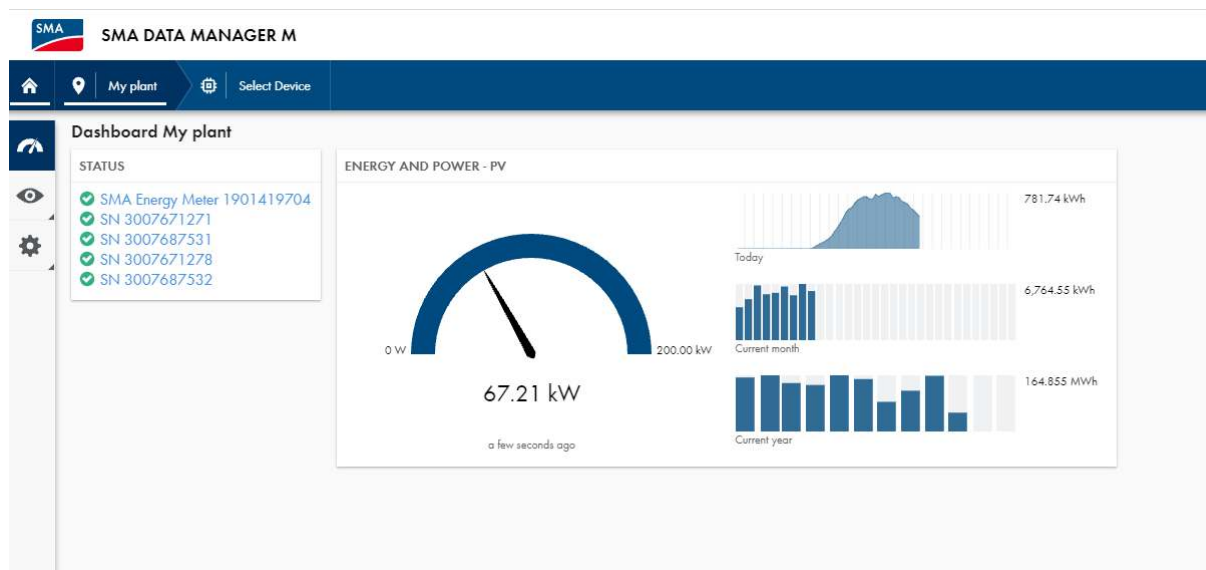 SMA
SMA DATA MANAGER M
My plant
Select Device
Dashboard My plant
STATUS
SMA Energy Meter 1901419704
SN 3007671271
SN 3007687531
SN 3007671278
SN 3007687532
ENERGY AND POWER - PV
0 W
200.00 kW
67.21 kW
a few seconds ago
781.74 kWh
Today
6,764.55 kWh
Current month
164.855 MWh
Current year